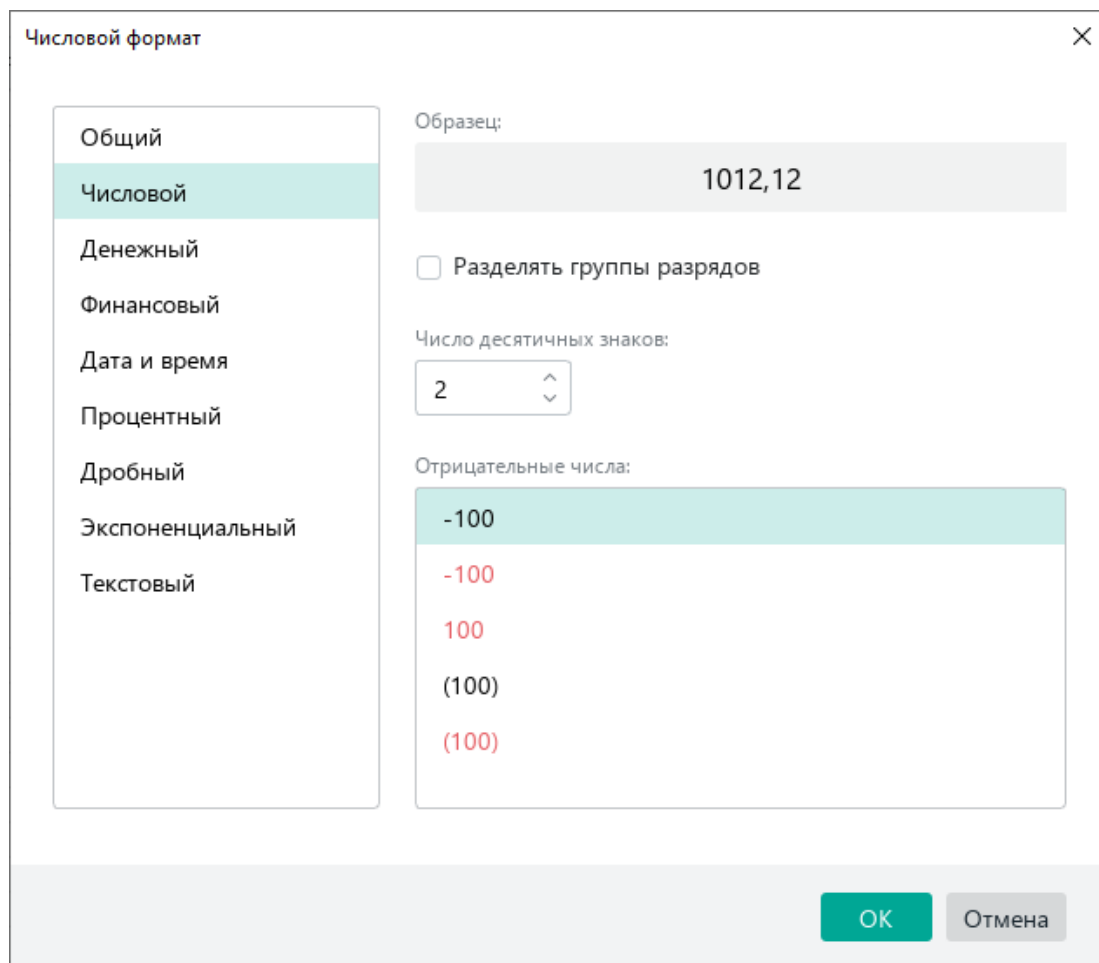 Числовой формат
Общий
Числовой
Денежный
Финансовый
Дата и время
Процентный
Дробный
Экспоненциальный
Текстовый
Образец:
1012,12
Разделять группы разрядов
Число десятичных знаков:
2
Отрицательные числа:
-100
-100
100
(100)
(100)
ОК
Отмена